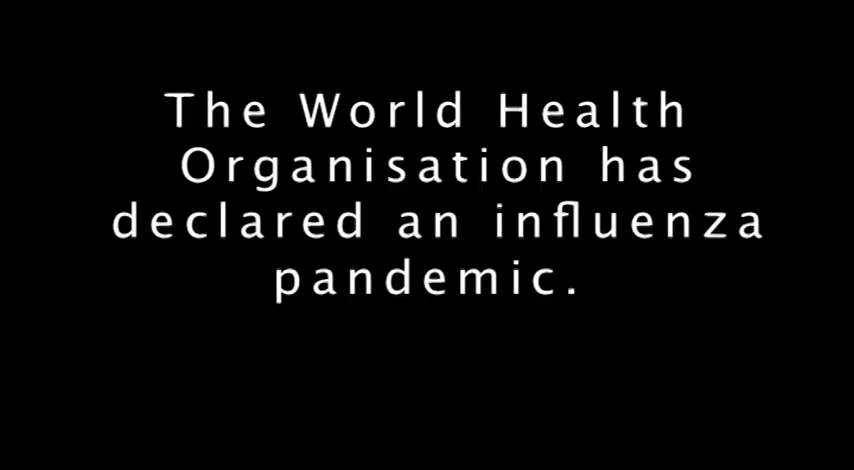 The World Health
Organisation has
declared an influenza
pandemic.